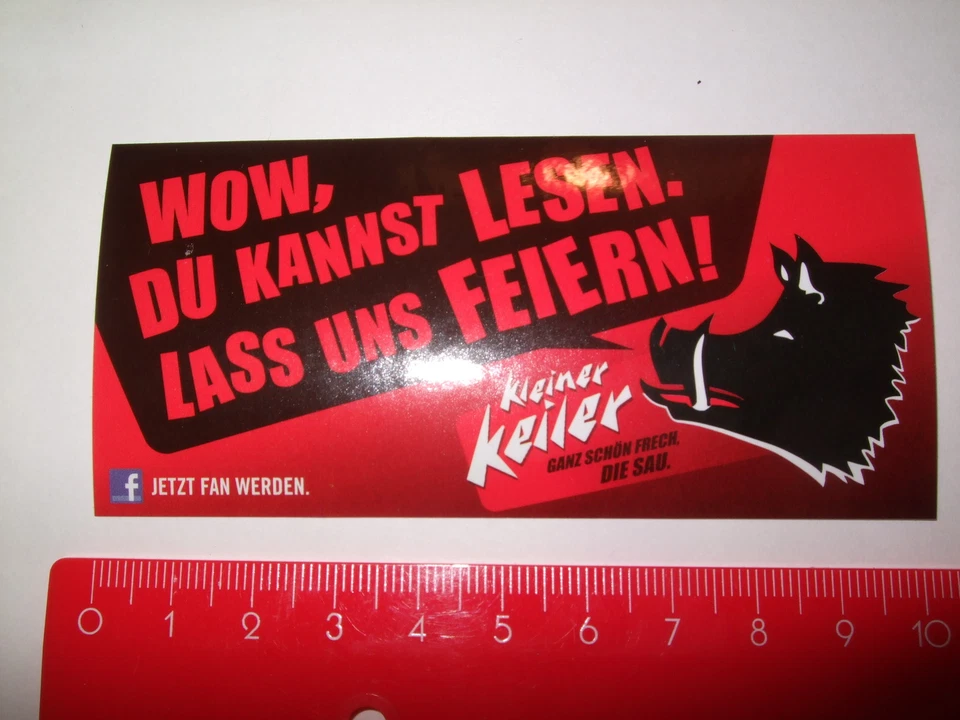 WOW,
DU KANNST LESEN.
LASS UNS FEIERN!
kleiner
keiler
GANZ SCHÖN FRECH.
DIE SAU.
f JETZT FAN WERDEN.
0 1 2 3 4 5 6 7 8 9 10